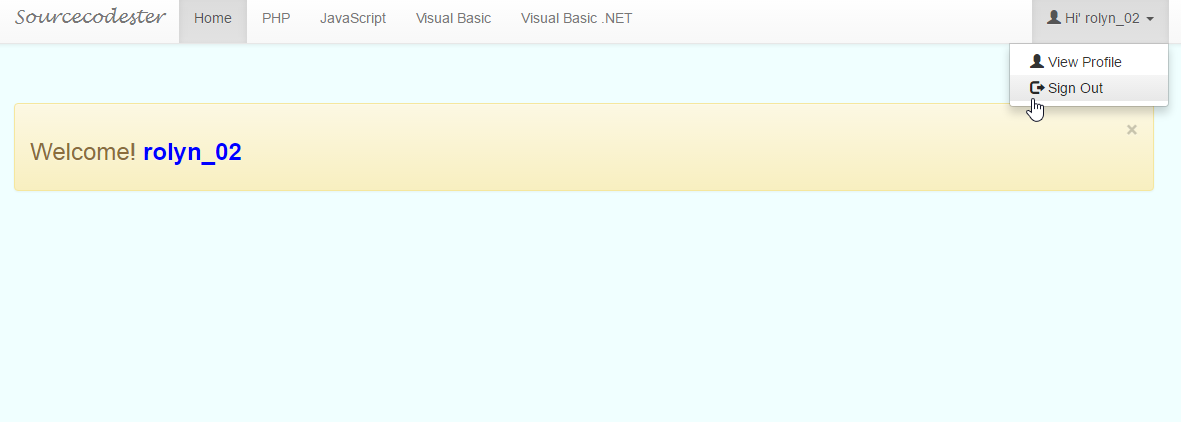 Sourcecodester Home PHP JavaScript Visual Basic Visual Basic .NET Hi' rolyn_02
View Profile
Sign Out
×
Welcome! rolyn_02